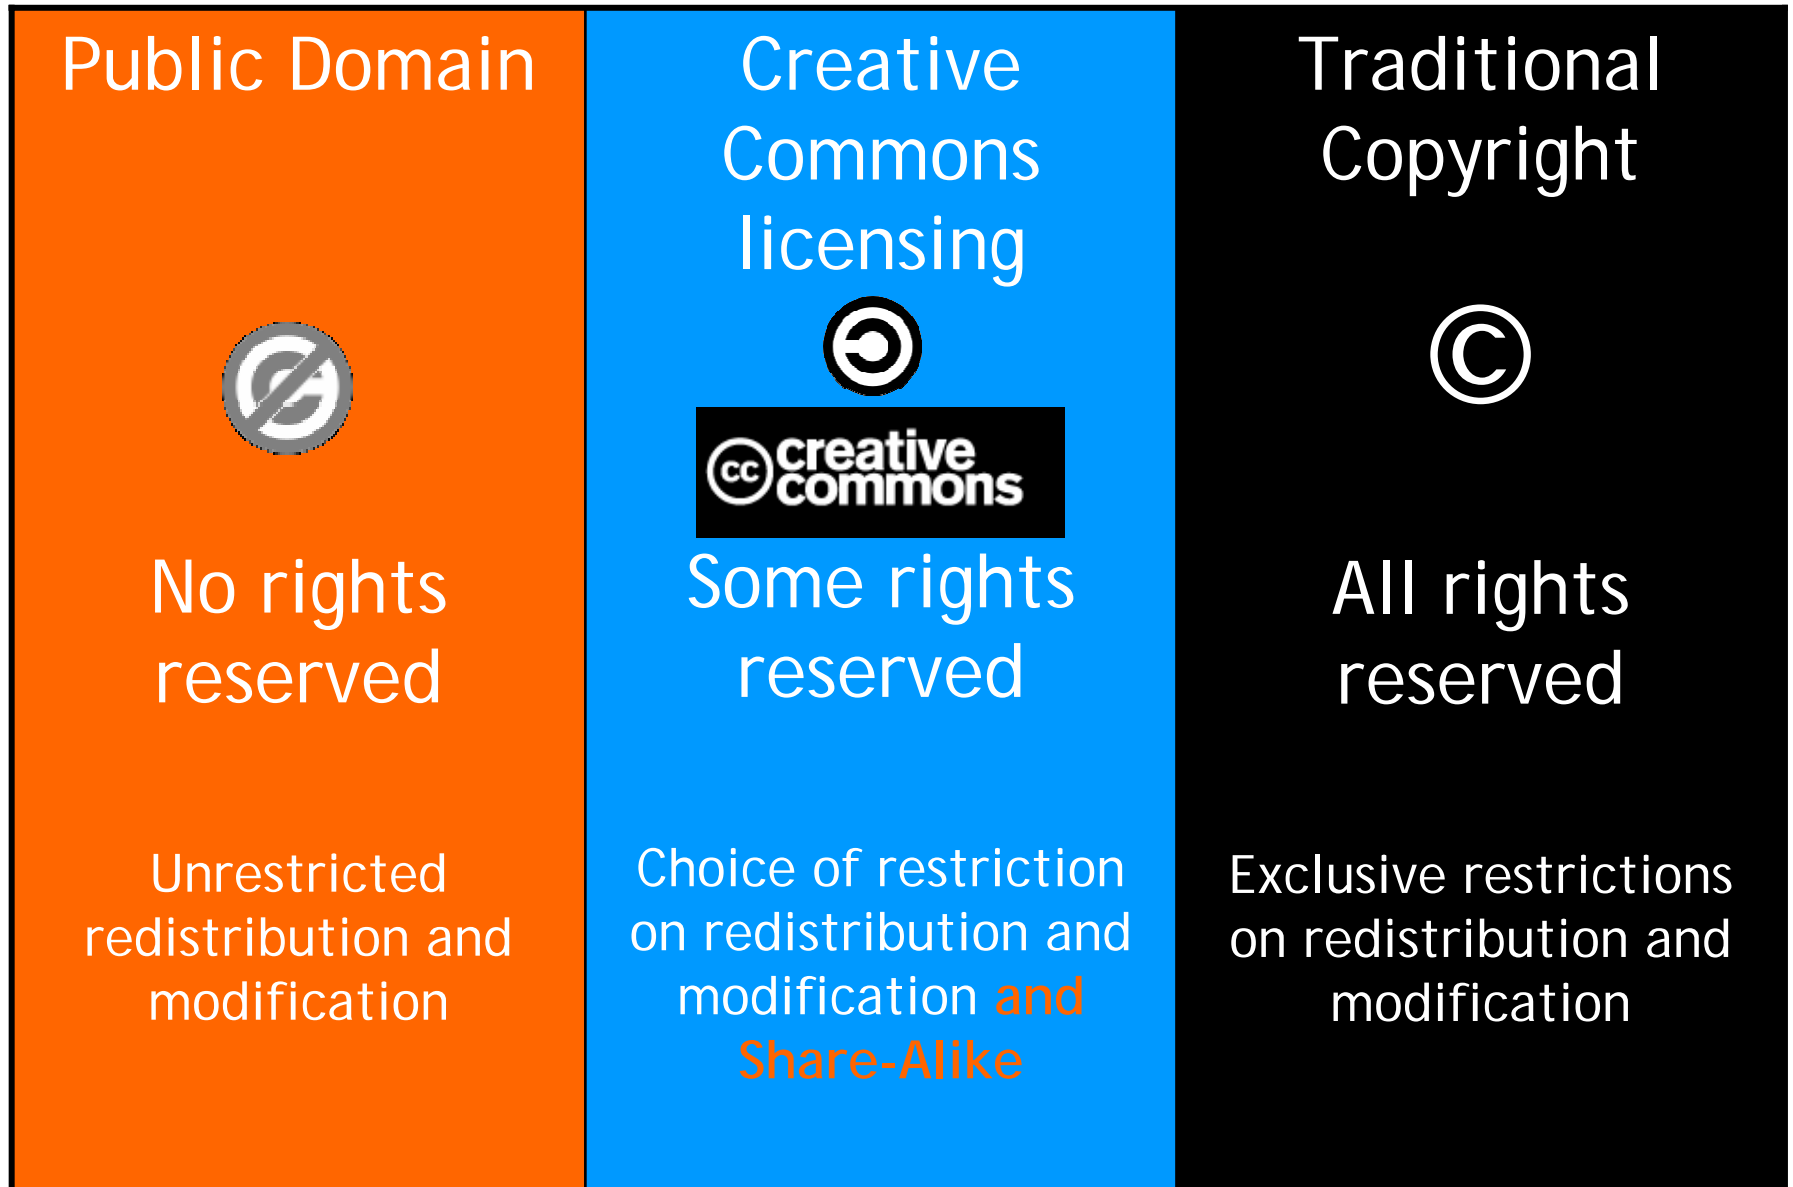 Public Domain
No rights
reserved
Unrestricted
redistribution and
modification
Creative
Commons
licensing
cc creative
commons
Some rights
reserved
Choice of restriction
on redistribution and
modification and
Share-Alike
Traditional
Copyright
©
All rights
reserved
Exclusive restrictions
on redistribution and
modification